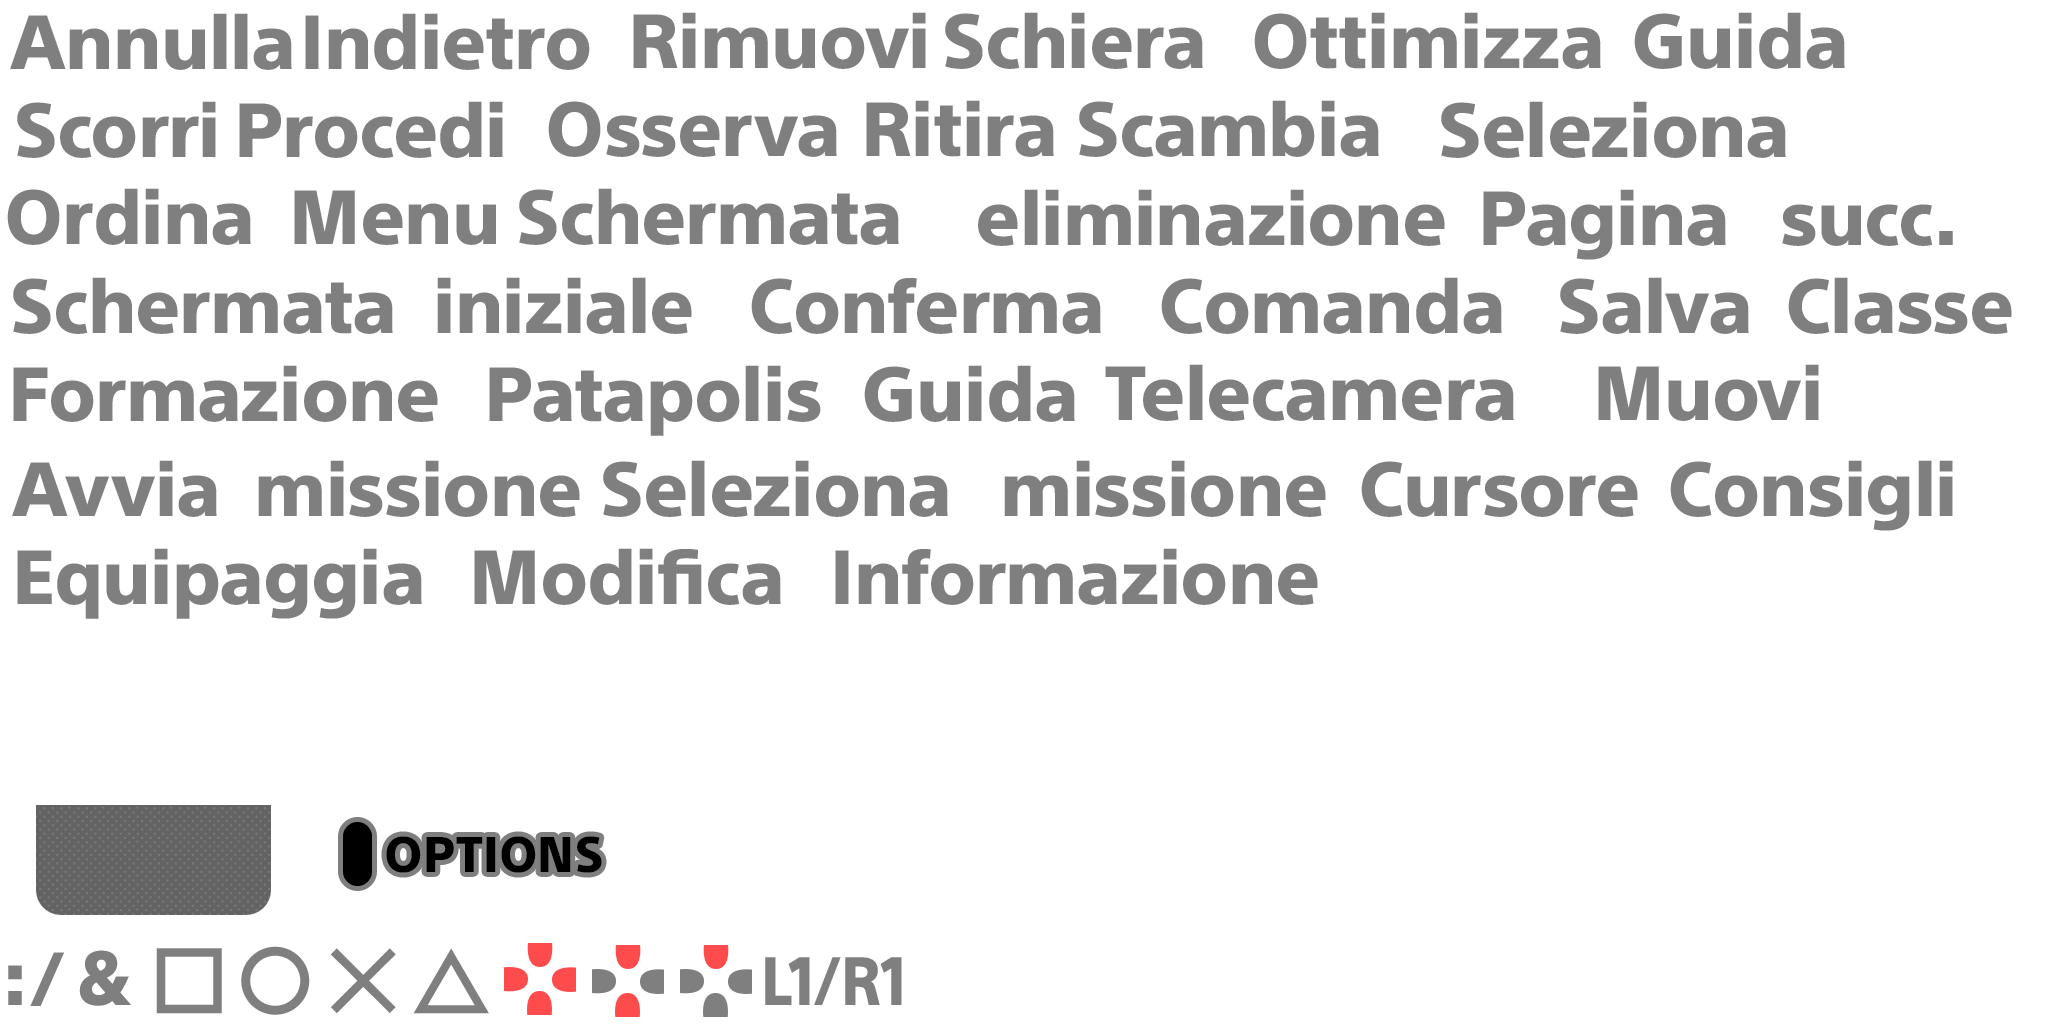 Annulla Indietro Rimuovi Schiera Ottimizza Guida
Scorri Procedi Osserva Ritira Scambia Seleziona
Ordina Menu Schermata eliminazione Pagina succ.
Schermata iniziale Conferma Comanda Salva Classe
Formazione Patapolis Guida Telecamera Muovi
Avvia missione Seleziona missione Cursore Consigli
Equipaggia Modifica Informazione
OPTIONS
:/ & L1/R1